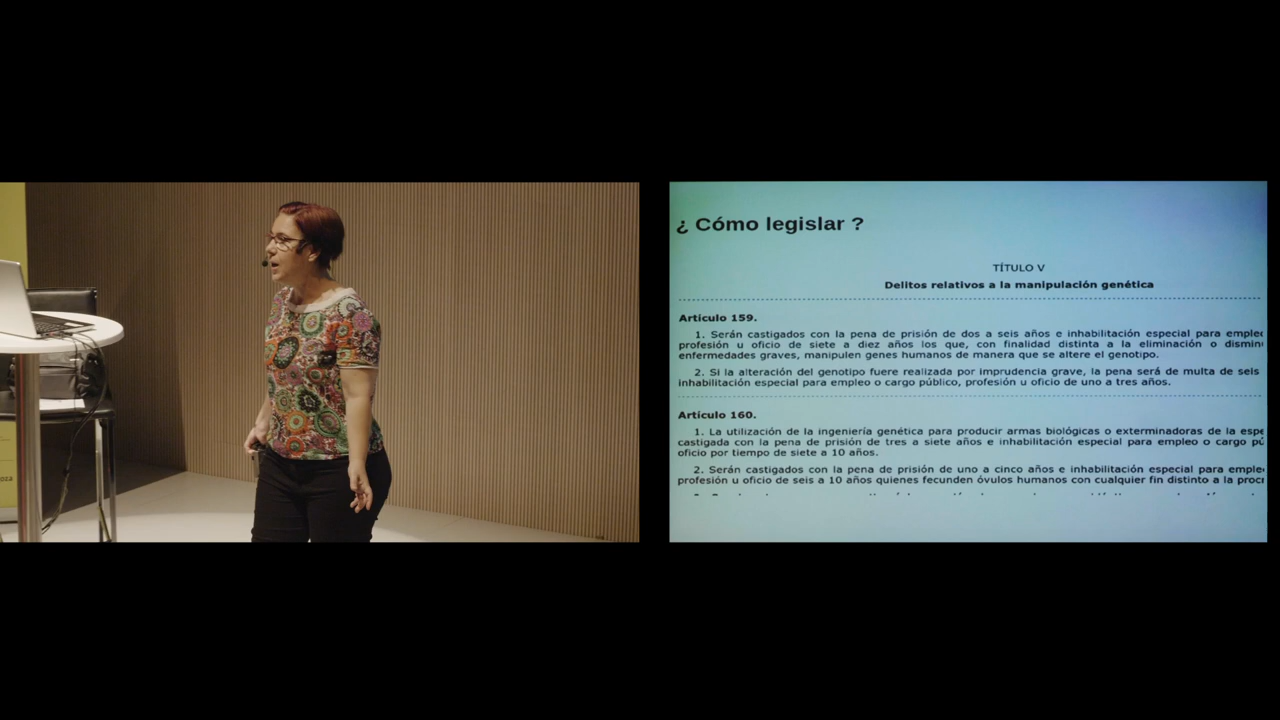 ¿ Cómo legislar ?
TÍTULO V
Delitos relativos a la manipulación genética
Artículo 159.
1. Serán castigados con la pena de prisión de dos a seis años e inhabilitación especial para
profesión u oficio de siete a diez años los que, con finalidad distinta a la eliminación o
enfermedades graves, manipulen genes humanos de manera que se altere el genotipo.
2. Si la alteración del genotipo fuere realizada por imprudencia grave, la pena será de multa de seis
inhabilitación especial para empleo o cargo público, profesión u oficio de uno a tres años.
Artículo 160.
1. La utilización de la ingeniería genética para producir armas biológicas o exterminadoras de la
castigada con la pena de prisión de tres a siete años e inhabilitación especial para empleo o cargo
oficio por tiempo de siete a 10 años.
2. Serán castigados con la pena de prisión de uno a cinco años e inhabilitación especial para
profesión u oficio de seis a 10 años quienes fecunden óvulos humanos con cualquier fin distinto a la